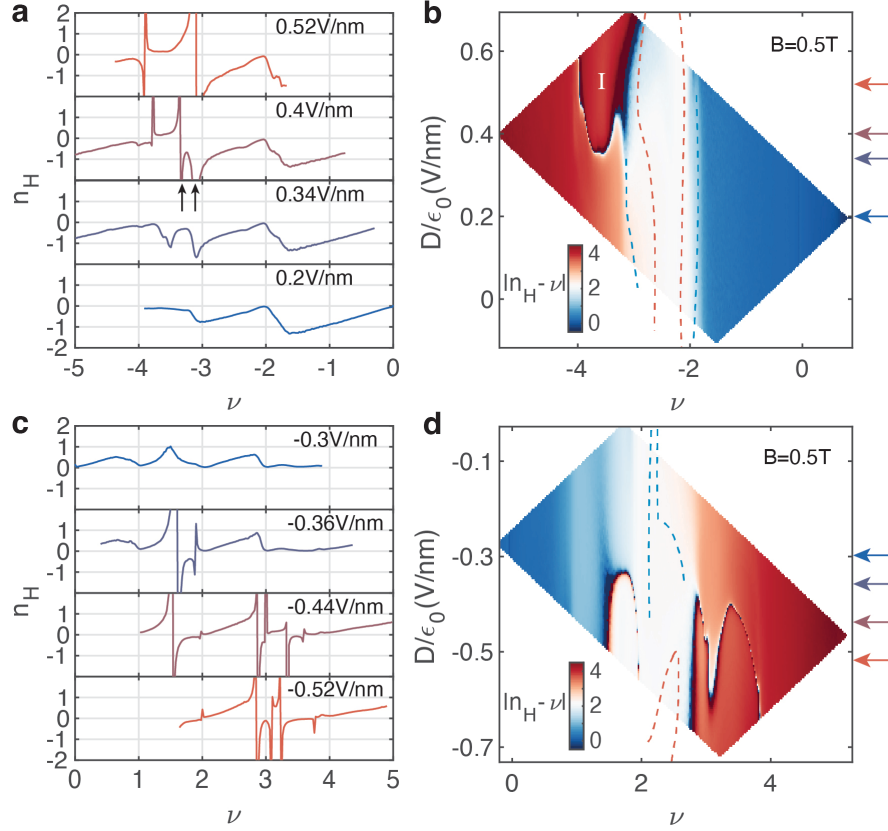 a
2
1
0
-1
0.52V/nm
1
0
-1
0.4V/nm
1
0
-1
0.34V/nm
1
0
-1
-2
0.2V/nm
-5
-4
-3
-2
-1
0
n_H
ν
b
B=0.5T
I
0.6
0.4
0.2
0
D/ϵ₀(V/nm)
|n_H- ν|
4
2
0
-4
-2
0
ν
c
2
1
0
-1
-0.3V/nm
1
0
-1
-0.36V/nm
1
0
-1
-0.44V/nm
1
0
-1
-2
-0.52V/nm
0
1
2
3
4
5
n_H
ν
d
B=0.5T
-0.1
-0.3
-0.5
-0.7
D/ϵ₀(V/nm)
|n_H- ν|
4
2
0
0
2
4
ν